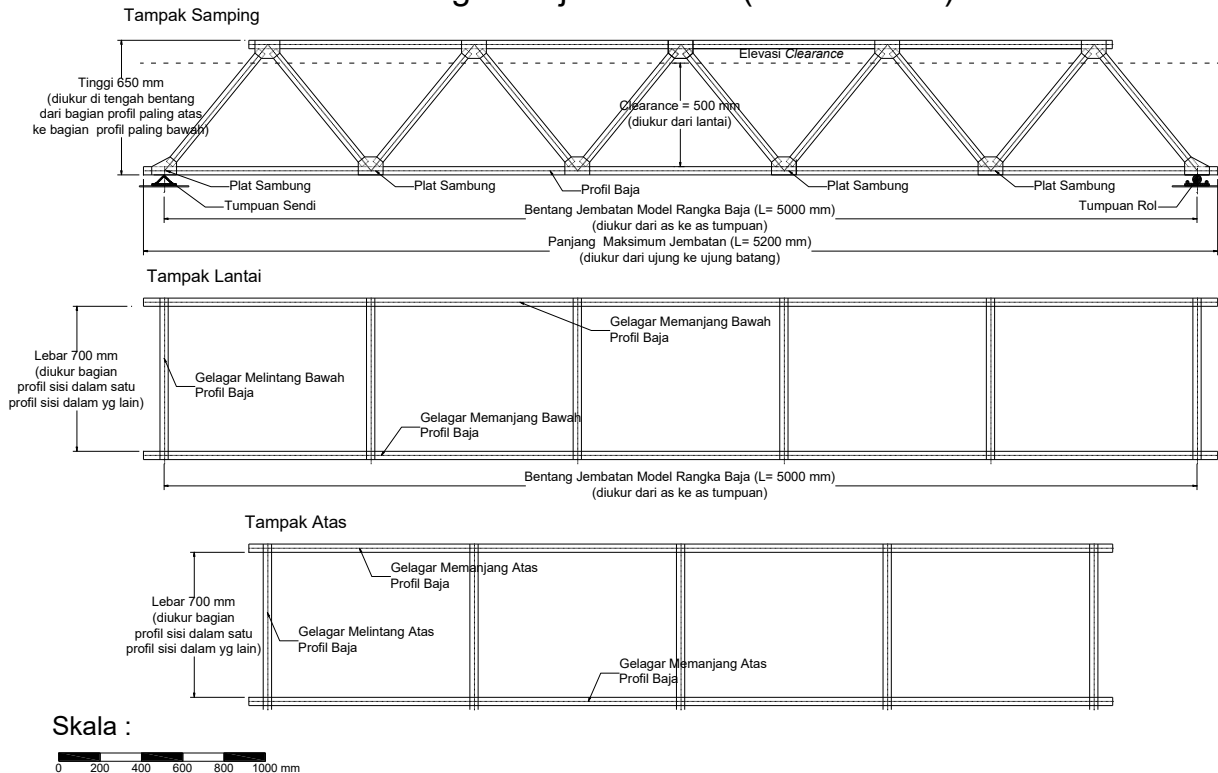 Tampak Samping
Elevasi Clearance
Tinggi 650 mm
(diukur di tengah bentang
dari bagian profil paling atas
ke bagian profil paling bawah)
Clearance = 500 mm
(diukur dari lantai)
Plat Sambung
Plat Sambung
Profil Baja
Plat Sambung
Plat Sambung
Tumpuan Sendi
Tumpuan Rol
Bentang Jembatan Model Rangka Baja (L= 5000 mm)
(diukur dari as ke as tumpuan)
Panjang Maksimum Jembatan (L= 5200 mm)
(diukur dari ujung ke ujung batang)
Tampak Lantai
Gelagar Memanjang Bawah
Profil Baja
Lebar 700 mm
(diukur bagian
profil sisi dalam satu
profil sisi dalam yg lain)
Gelagar Melintang Bawah
Profil Baja
Gelagar Memanjang Bawah
Profil Baja
Bentang Jembatan Model Rangka Baja (L= 5000 mm)
(diukur dari as ke as tumpuan)
Tampak Atas
Gelagar Memanjang Atas
Profil Baja
Lebar 700 mm
(diukur bagian
profil sisi dalam satu
profil sisi dalam yg lain)
Gelagar Melintang Atas
Profil Baja
Gelagar Memanjang Atas
Profil Baja
Skala :
0 200 400 600 800 1000 mm